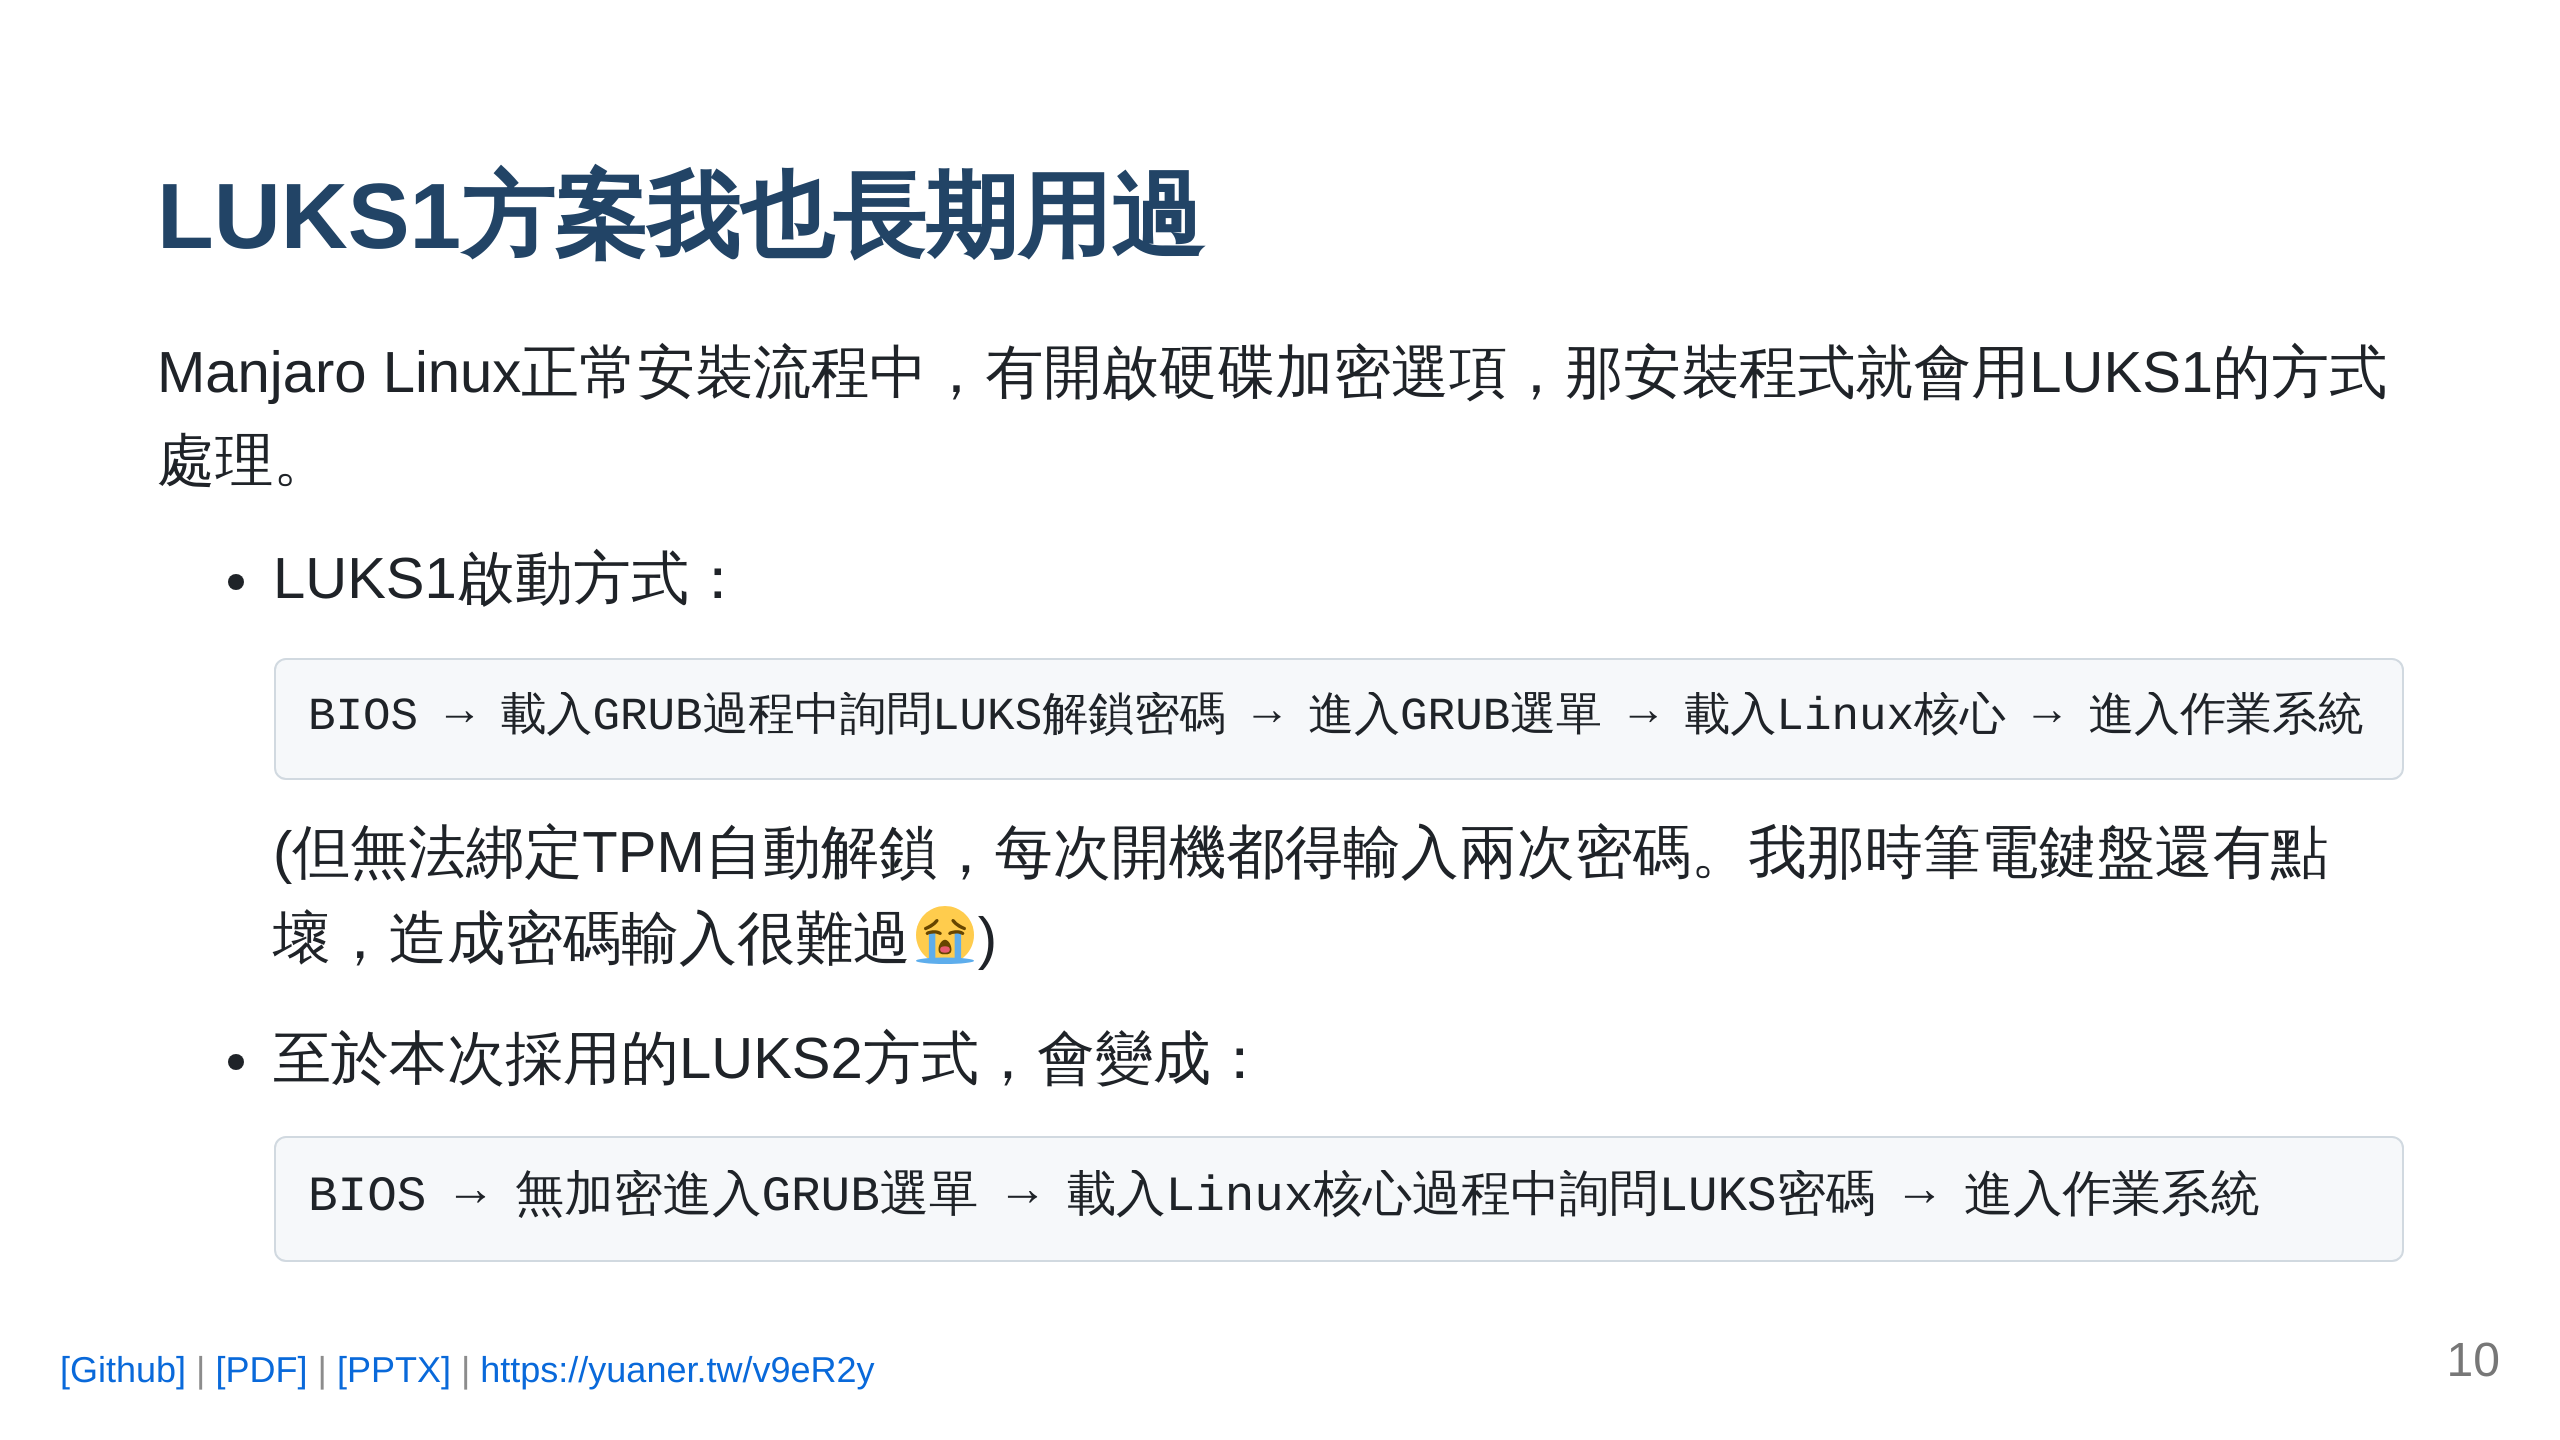 LUKS1方案我也長期用過
Manjaro Linux正常安裝流程中，有開啟硬碟加密選項，那安裝程式就會用LUKS1的方式
處理。
• LUKS1啟動方式：
BIOS → 載入GRUB過程中詢問LUKS解鎖密碼 → 進入GRUB選單 → 載入Linux核心 → 進入作業系統
(但無法綁定TPM自動解鎖，每次開機都得輸入兩次密碼。我那時筆電鍵盤還有點
壞，造成密碼輸入很難過😭)
• 至於本次採用的LUKS2方式，會變成：
BIOS → 無加密進入GRUB選單 → 載入Linux核心過程中詢問LUKS密碼 → 進入作業系統
[Github] | [PDF] | [PPTX] | https://yuaner.tw/v9eR2y
10